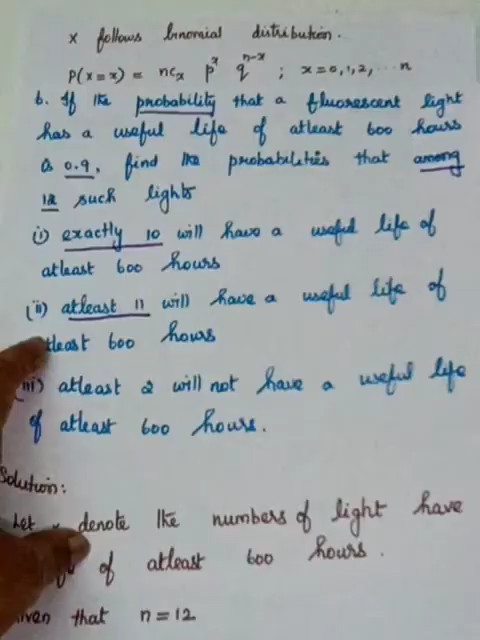 x follows binomial distribution.
P(x=x) = ncx p^x q^n-x ; x=0,1,2,...n
6. If the probability that a fluorescent light
has a useful life of atleast 600 hours
is 0.9, find the probabilities that among
12 such lights
(i) exactly 10 will have a useful life of
atleast 600 hours
(ii) atleast 11 will have a useful life of
atleast 600 hours
(iii) atleast 2 will not have a useful life
of atleast 600 hours.
Solution:
Let denote the numbers of light have
of atleast 600 hours.
Given that n=12